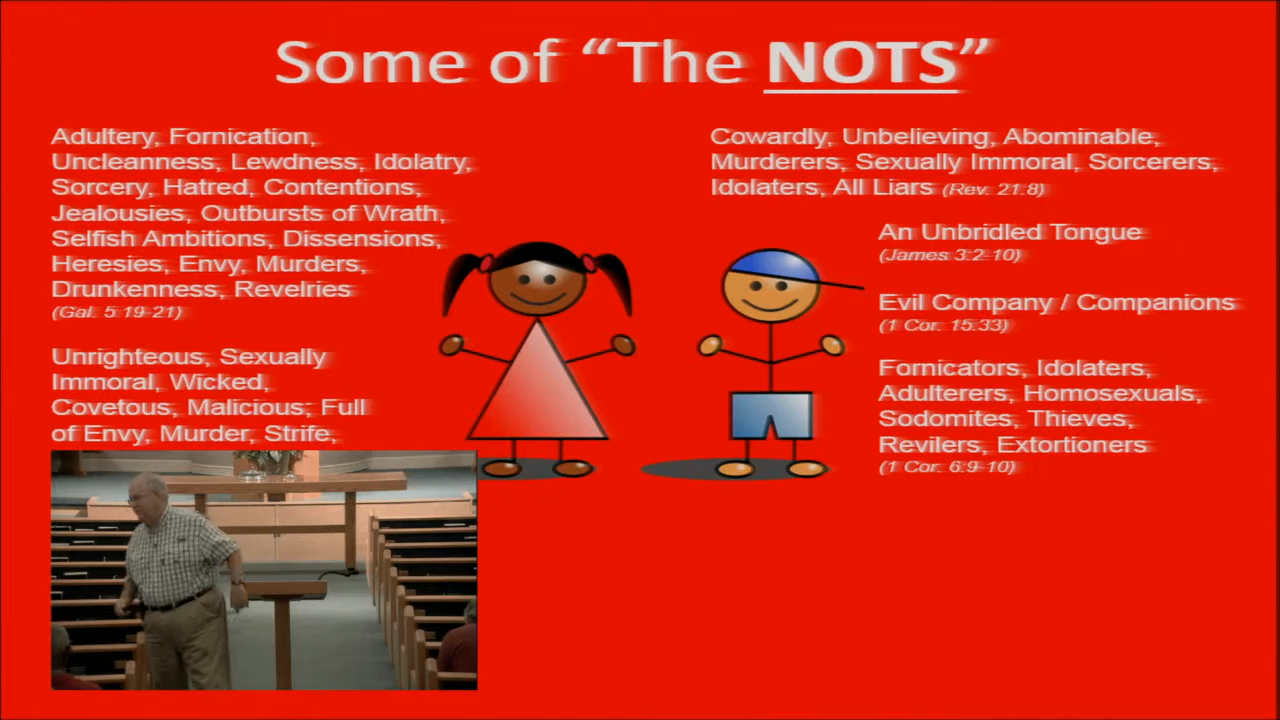 Some of “The NOTS”
Adultery, Fornication,
Uncleanness, Lewdness, Idolatry,
Sorcery, Hatred, Contentions,
Jealousies, Outbursts of Wrath,
Selfish Ambitions, Dissensions,
Heresies, Envy, Murders,
Drunkenness, Revelries
(Gal. 5:19-21)
Unrighteous, Sexually
Immoral, Wicked,
Covetous, Malicious; Full
of Envy, Murder, Strife,
Cowardly, Unbelieving, Abominable,
Murderers, Sexually Immoral, Sorcerers,
Idolaters, All Liars (Rev. 21:8)
An Unbridled Tongue
(James 3:2-10)
Evil Company / Companions
(1 Cor. 15:33)
Fornicators, Idolaters,
Adulterers, Homosexuals,
Sodomites, Thieves,
Revilers, Extortioners
(1 Cor. 6:9-10)